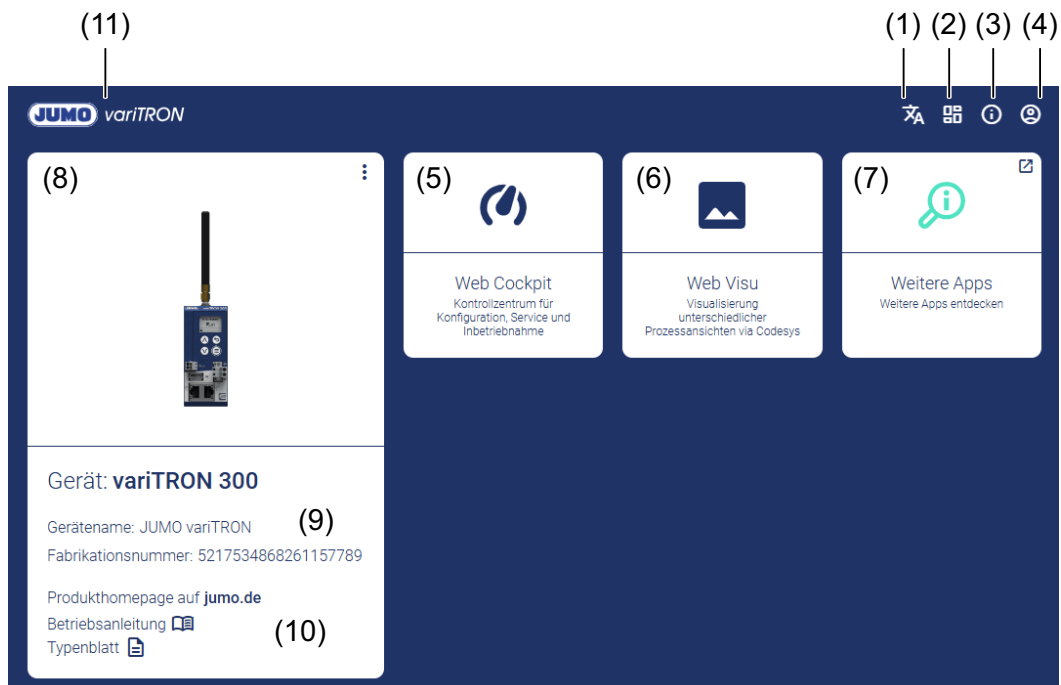 (11) (1) (2) (3) (4)
JUMO variTRON
(8)
(5)
(6)
(7)
Web Cockpit
Kontrollzentrum für
Konfiguration, Service und
Inbetriebnahme
Web Visu
Visualisierung
unterschiedlicher
Prozessansichten via Codesys
Weitere Apps
Weitere Apps entdecken
Gerät: variTRON 300
Gerätename: JUMO variTRON (9)
Fabrikationsnummer: 5217534868261157789
Produkthomepage auf jumo.de
Betriebsanleitung (10)
Typenblatt